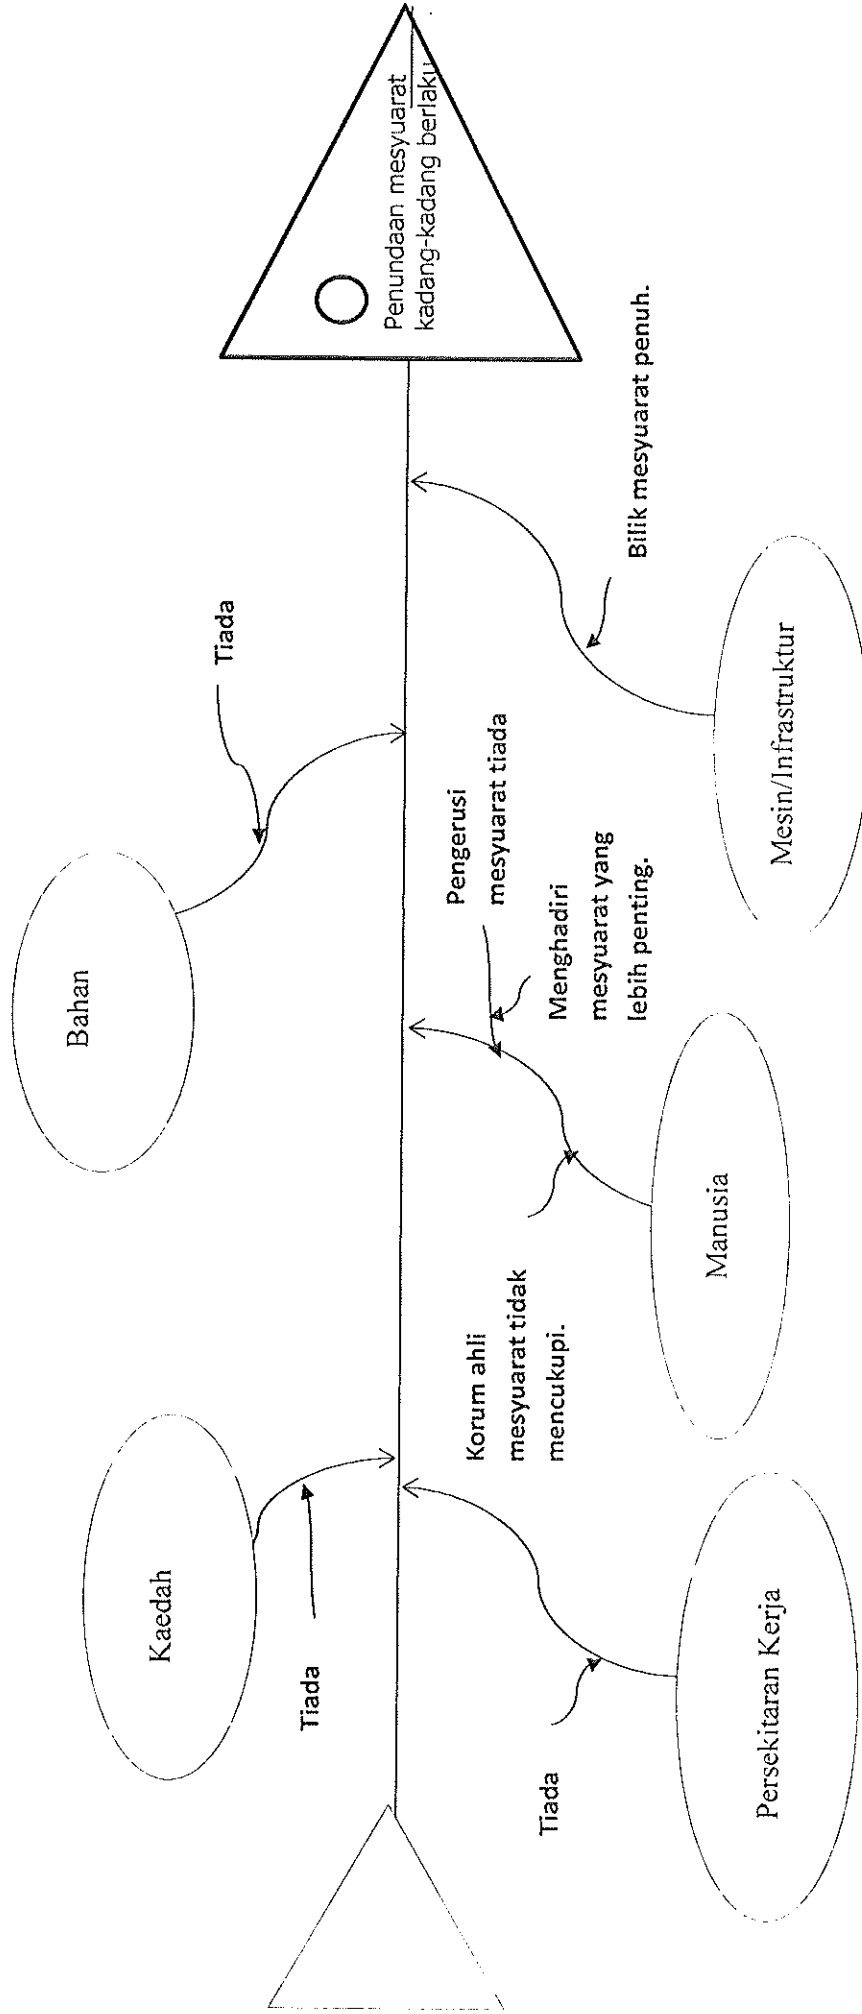 Kaedah
Tiada
Bahan
Tiada
Penundaan mesyuarat
kadang-kadang berlaku
Persekitaran Kerja
Tiada
Manusia
Korum ahli
mesyuarat tidak
mencukupi.
Pengerusi
mesyuarat tiada
Menghadiri
mesyuarat yang
lebih penting.
Mesin/Infrastruktur
Bilik mesyuarat penuh.